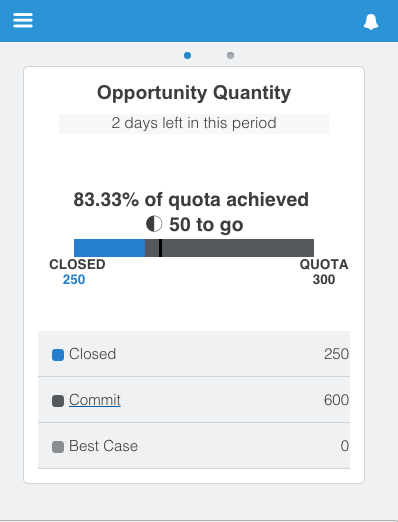 Opportunity Quantity
2 days left in this period
83.33% of quota achieved
50 to go
CLOSED QUOTA
250 300
Closed 250
Commit 600
Best Case 0